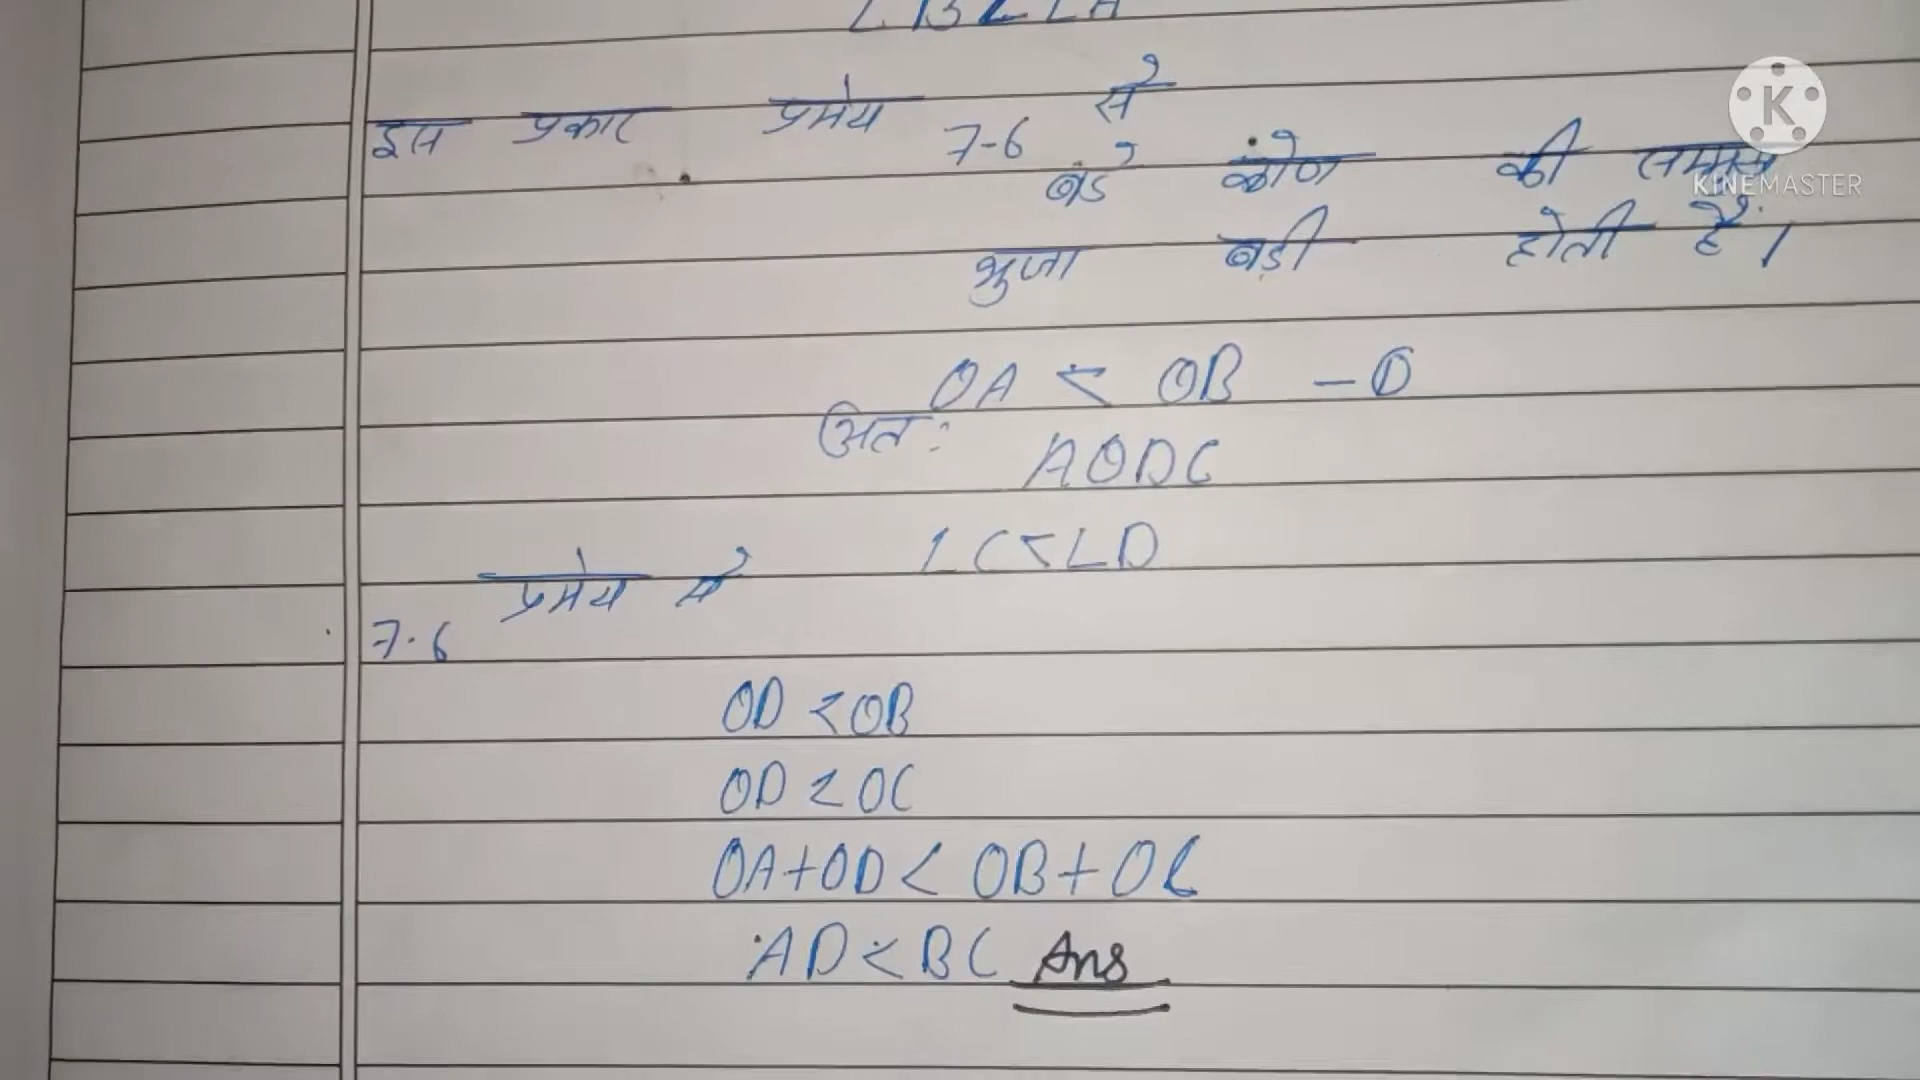 ∠B<∠A
इस प्रकार प्रमेय 7-6 से
बडे कोण की
भुजा बड़ी होती है।
OA < OB - ①
अत:
AODC
∠C<∠D
प्रमेय से
7.6
OD <OB
OD <OC
OA+OD< OB+OC
AD<BC Ans
K
KINEMASTER